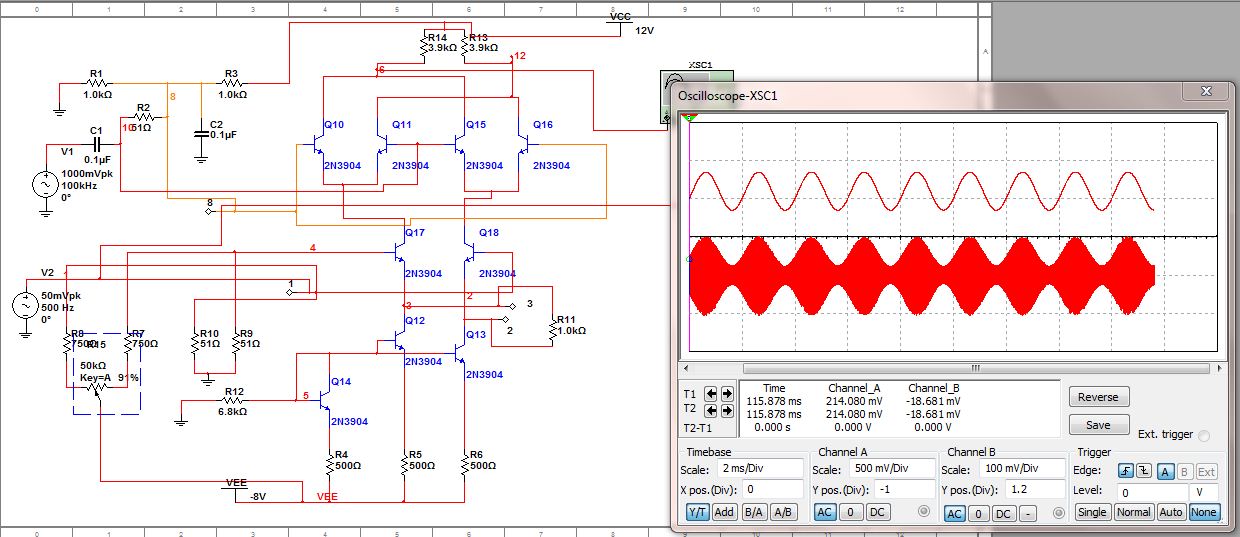 0 1 2 3 4 5 6 7 8 9 10 11 12
VCC
12V
R14
3.9kΩ
R13
3.9kΩ
12
6
XSC1
A
R1
1.0kΩ
R3
1.0kΩ
8
R2
51Ω
10
C2
0.1µF
C1
0.1µF
V1
1000mVpk
100kHz
0°
Q10
2N3904
Q11
2N3904
Q15
2N3904
Q16
2N3904
8
Q17
2N3904
Q18
2N3904
4
V2
50mVpk
500 Hz
0°
1
2
3
3
2
R11
1.0kΩ
Q12
2N3904
Q13
2N3904
R8
750Ω
R7
750Ω
R15
50kΩ
Key=A 91%
R10
51Ω
R9
51Ω
R12
6.8kΩ
5
Q14
2N3904
R4
500Ω
R5
500Ω
R6
500Ω
VEE
-8V
VEE
0 1 2 3 4 5 6 7 8
Oscilloscope-XSC1
T1
T2
T2-T1
Time Channel_A Channel_B
115.878 ms 214.080 mV -18.681 mV
115.878 ms 214.080 mV -18.681 mV
0.000 s 0.000 V 0.000 V
Reverse
Save
Ext. trigger
Timebase
Scale: 2 ms/Div
X pos.(Div): 0
Y/T Add B/A A/B
Channel A
Scale: 500 mV/Div
Y pos.(Div): -1
AC 0 DC
Channel B
Scale: 100 mV/Div
Y pos.(Div): 1.2
AC 0 DC -
Trigger
Edge: A B Ext
Level: 0 V
Single Normal Auto None